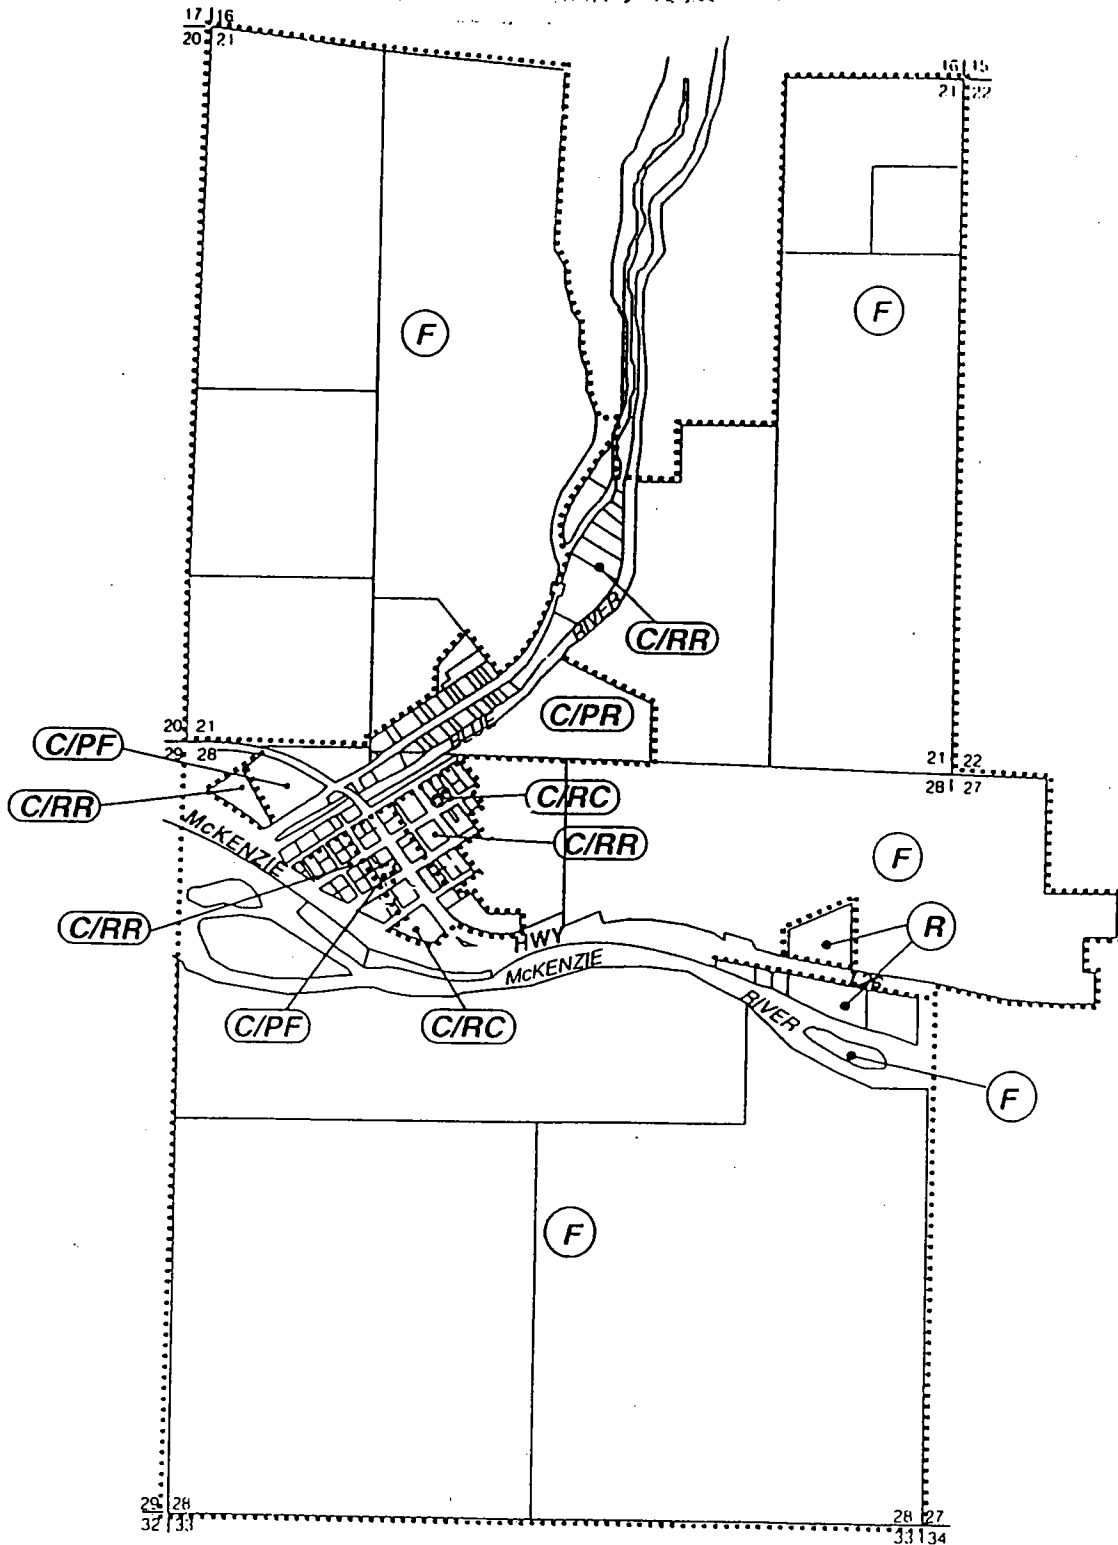 17 16
20 21
16 15
21 22
F
F
RIVER
C/RR
C/PR
BLUE
20 21
29 28
C/PF
C/RR
21 22
28 27
C/RC
C/RR
McKENZIE
F
C/RR
R
HWY
McKENZIE
126
RIVER
C/PF
C/RC
F
F
29 28
32 33
28 27
33 34